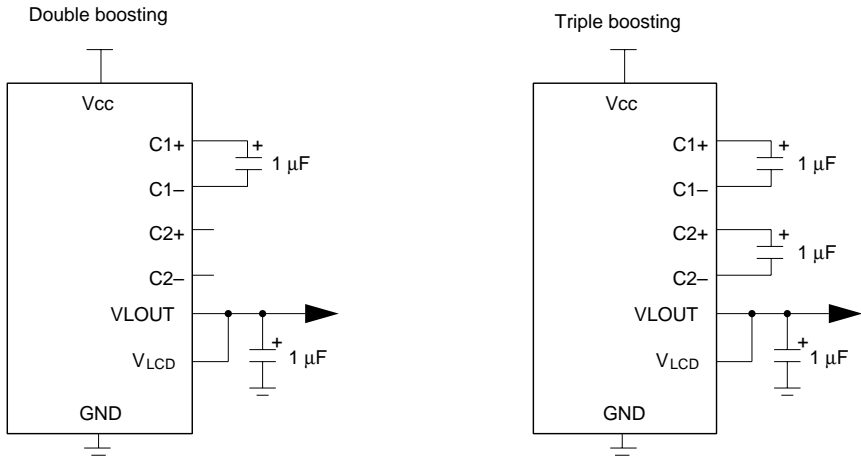 Double boosting
Vcc
C1+
+
1 μF
C1–
C2+
C2–
VLOUT
+
1 μF
VLCD
GND
Triple boosting
Vcc
C1+
+
1 μF
C1–
C2+
+
1 μF
C2–
VLOUT
+
1 μF
VLCD
GND